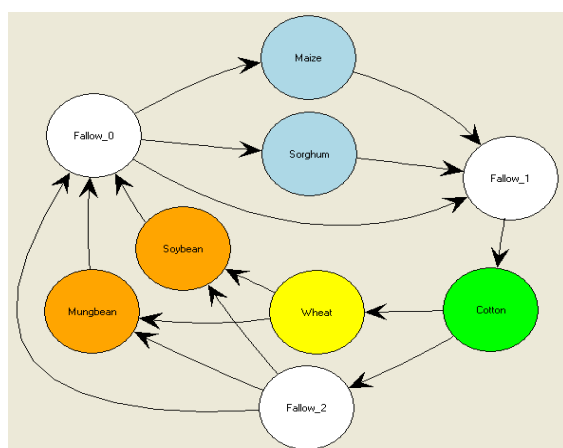 Maize
Fallow_0
Sorghum
Fallow_1
Soybean
Mungbean
Wheat
Cotton
Fallow_2